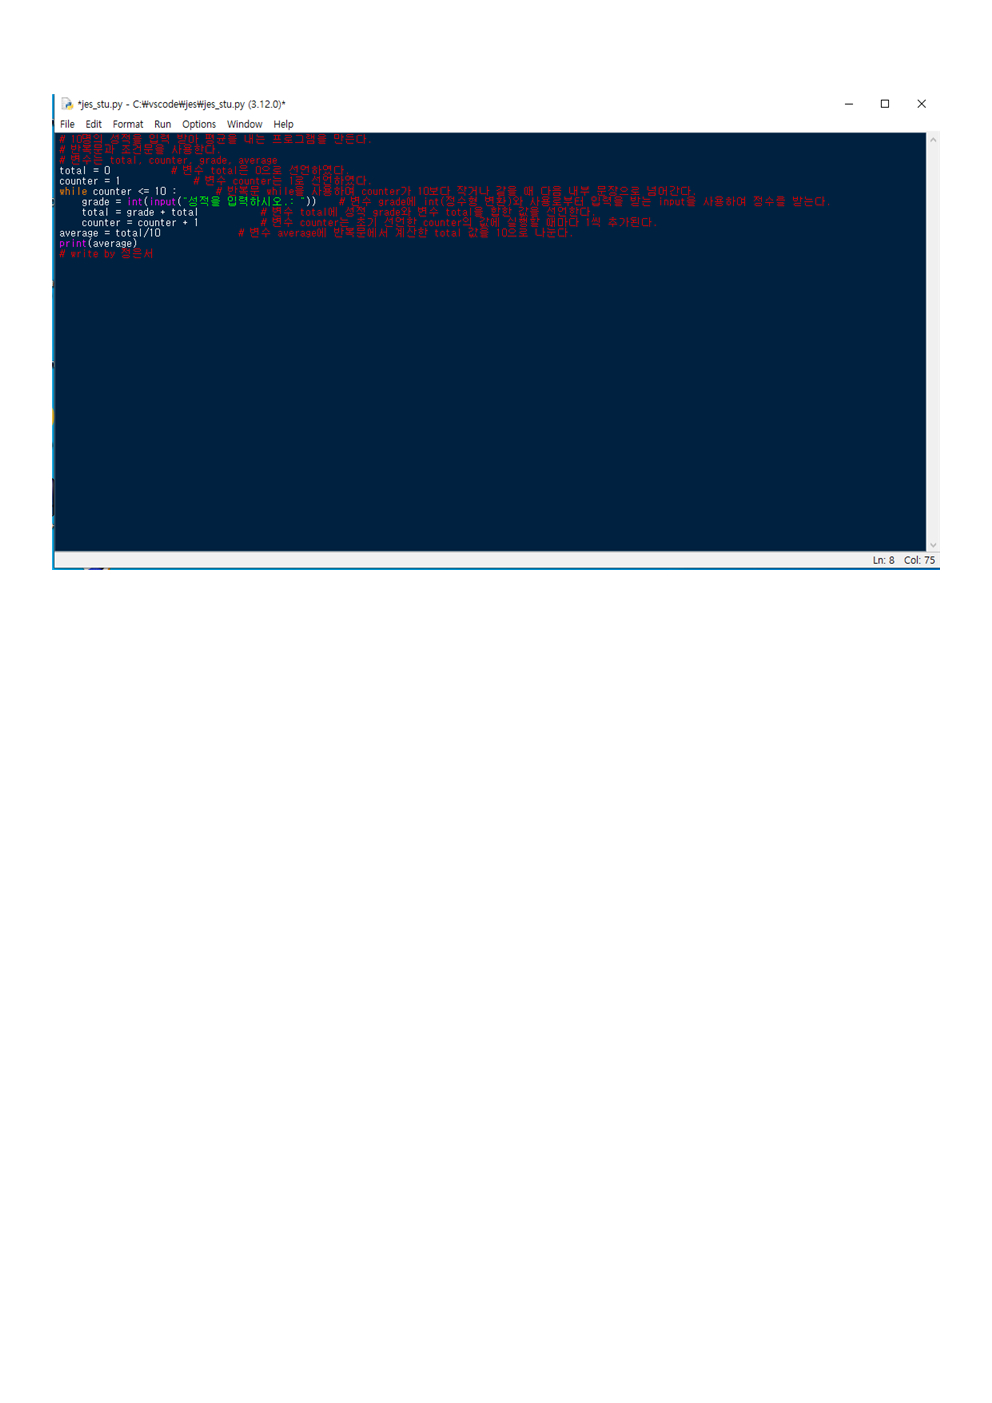 *jes_stu.py - C:₩vscode₩jes₩jes_stu.py (3.12.0)*
File Edit Format Run Options Window Help
# 10명의 성적을 입력 받아 평균을 내는 프로그램을 만든다.
# 반복문과 조건문을 사용한다.
# 변수는 total, counter, grade, average
total = 0 # 변수 total은 0으로 선언하였다.
counter = 1 # 변수 counter는 1로 선언하였다.
while counter <= 10 : # 반복문 while을 사용하여 counter가 10보다 작거나 같을 때 다음 내부 문장으로 넘어간다.
grade = int(input("성적을 입력하시오.: ")) # 변수 grade에 int(정수형 변환)와 사용로부터 입력을 받는 input을 사용하여 점수를 받는다.
total = grade + total # 변수 total에 성적 grade와 변수 total을 합한 값을 선언한다.
counter = counter + 1 # 변수 counter는 초기 선언한 counter의 값에 실행할 때마다 1씩 추가된다.
average = total/10 # 변수 average에 반복문에서 계산한 total 값을 10으로 나눈다.
print(average)
# write by 정은서
Ln: 8 Col: 75